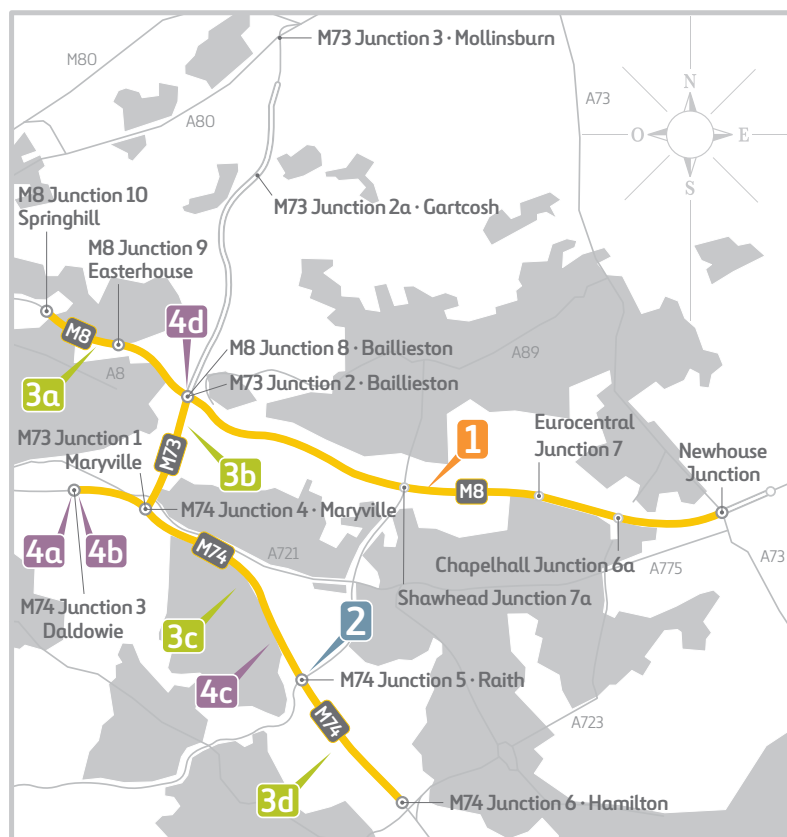 M73 Junction 3 · Mollinsburn
M80
A80
A73
N
O
E
S
M73 Junction 2a · Gartcosh
M8 Junction 10
Springhill
M8 Junction 9
Easterhouse
4d
M8
A8
3a
M8 Junction 8 · Baillieston
M73 Junction 2 · Baillieston
A89
M73 Junction 1
Maryville
M73
3b
1
M8
Eurocentral
Junction 7
Newhouse
Junction
M74 Junction 4 · Maryville
4a
4b
M74
A721
Chapelhall Junction 6a
A775
A73
Shawhead Junction 7a
M74 Junction 3
Daldowie
3c
2
4c
M74 Junction 5 · Raith
M74
A723
3d
M74 Junction 6 · Hamilton